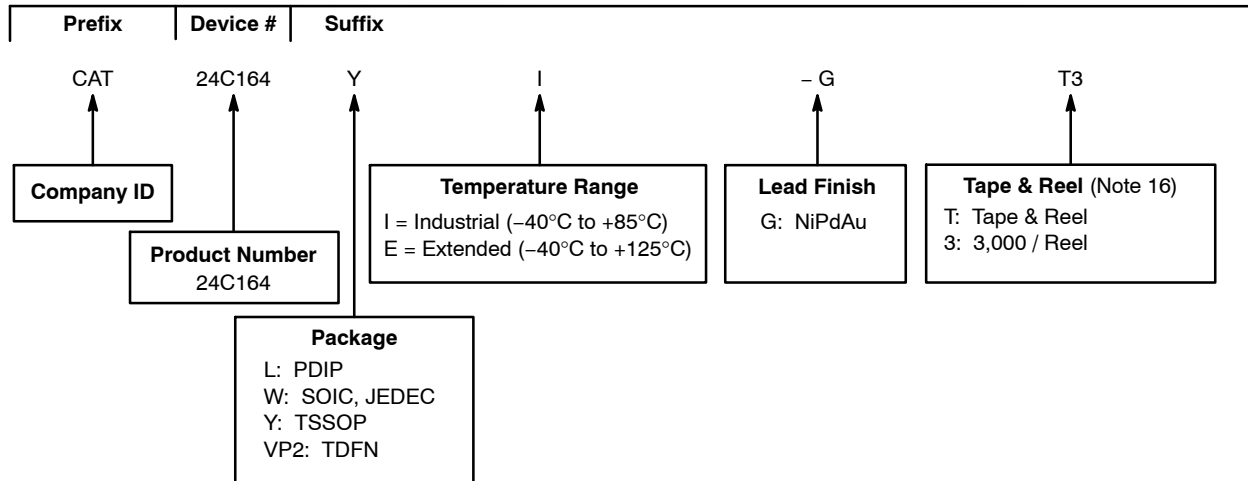 Prefix Device # Suffix
CAT 24C164 Y I – G T3
Company ID
Product Number
24C164
Package
L: PDIP
W: SOIC, JEDEC
Y: TSSOP
VP2: TDFN
Temperature Range
I = Industrial (−40°C to +85°C)
E = Extended (−40°C to +125°C)
Lead Finish
G: NiPdAu
Tape & Reel (Note 16)
T: Tape & Reel
3: 3,000 / Reel